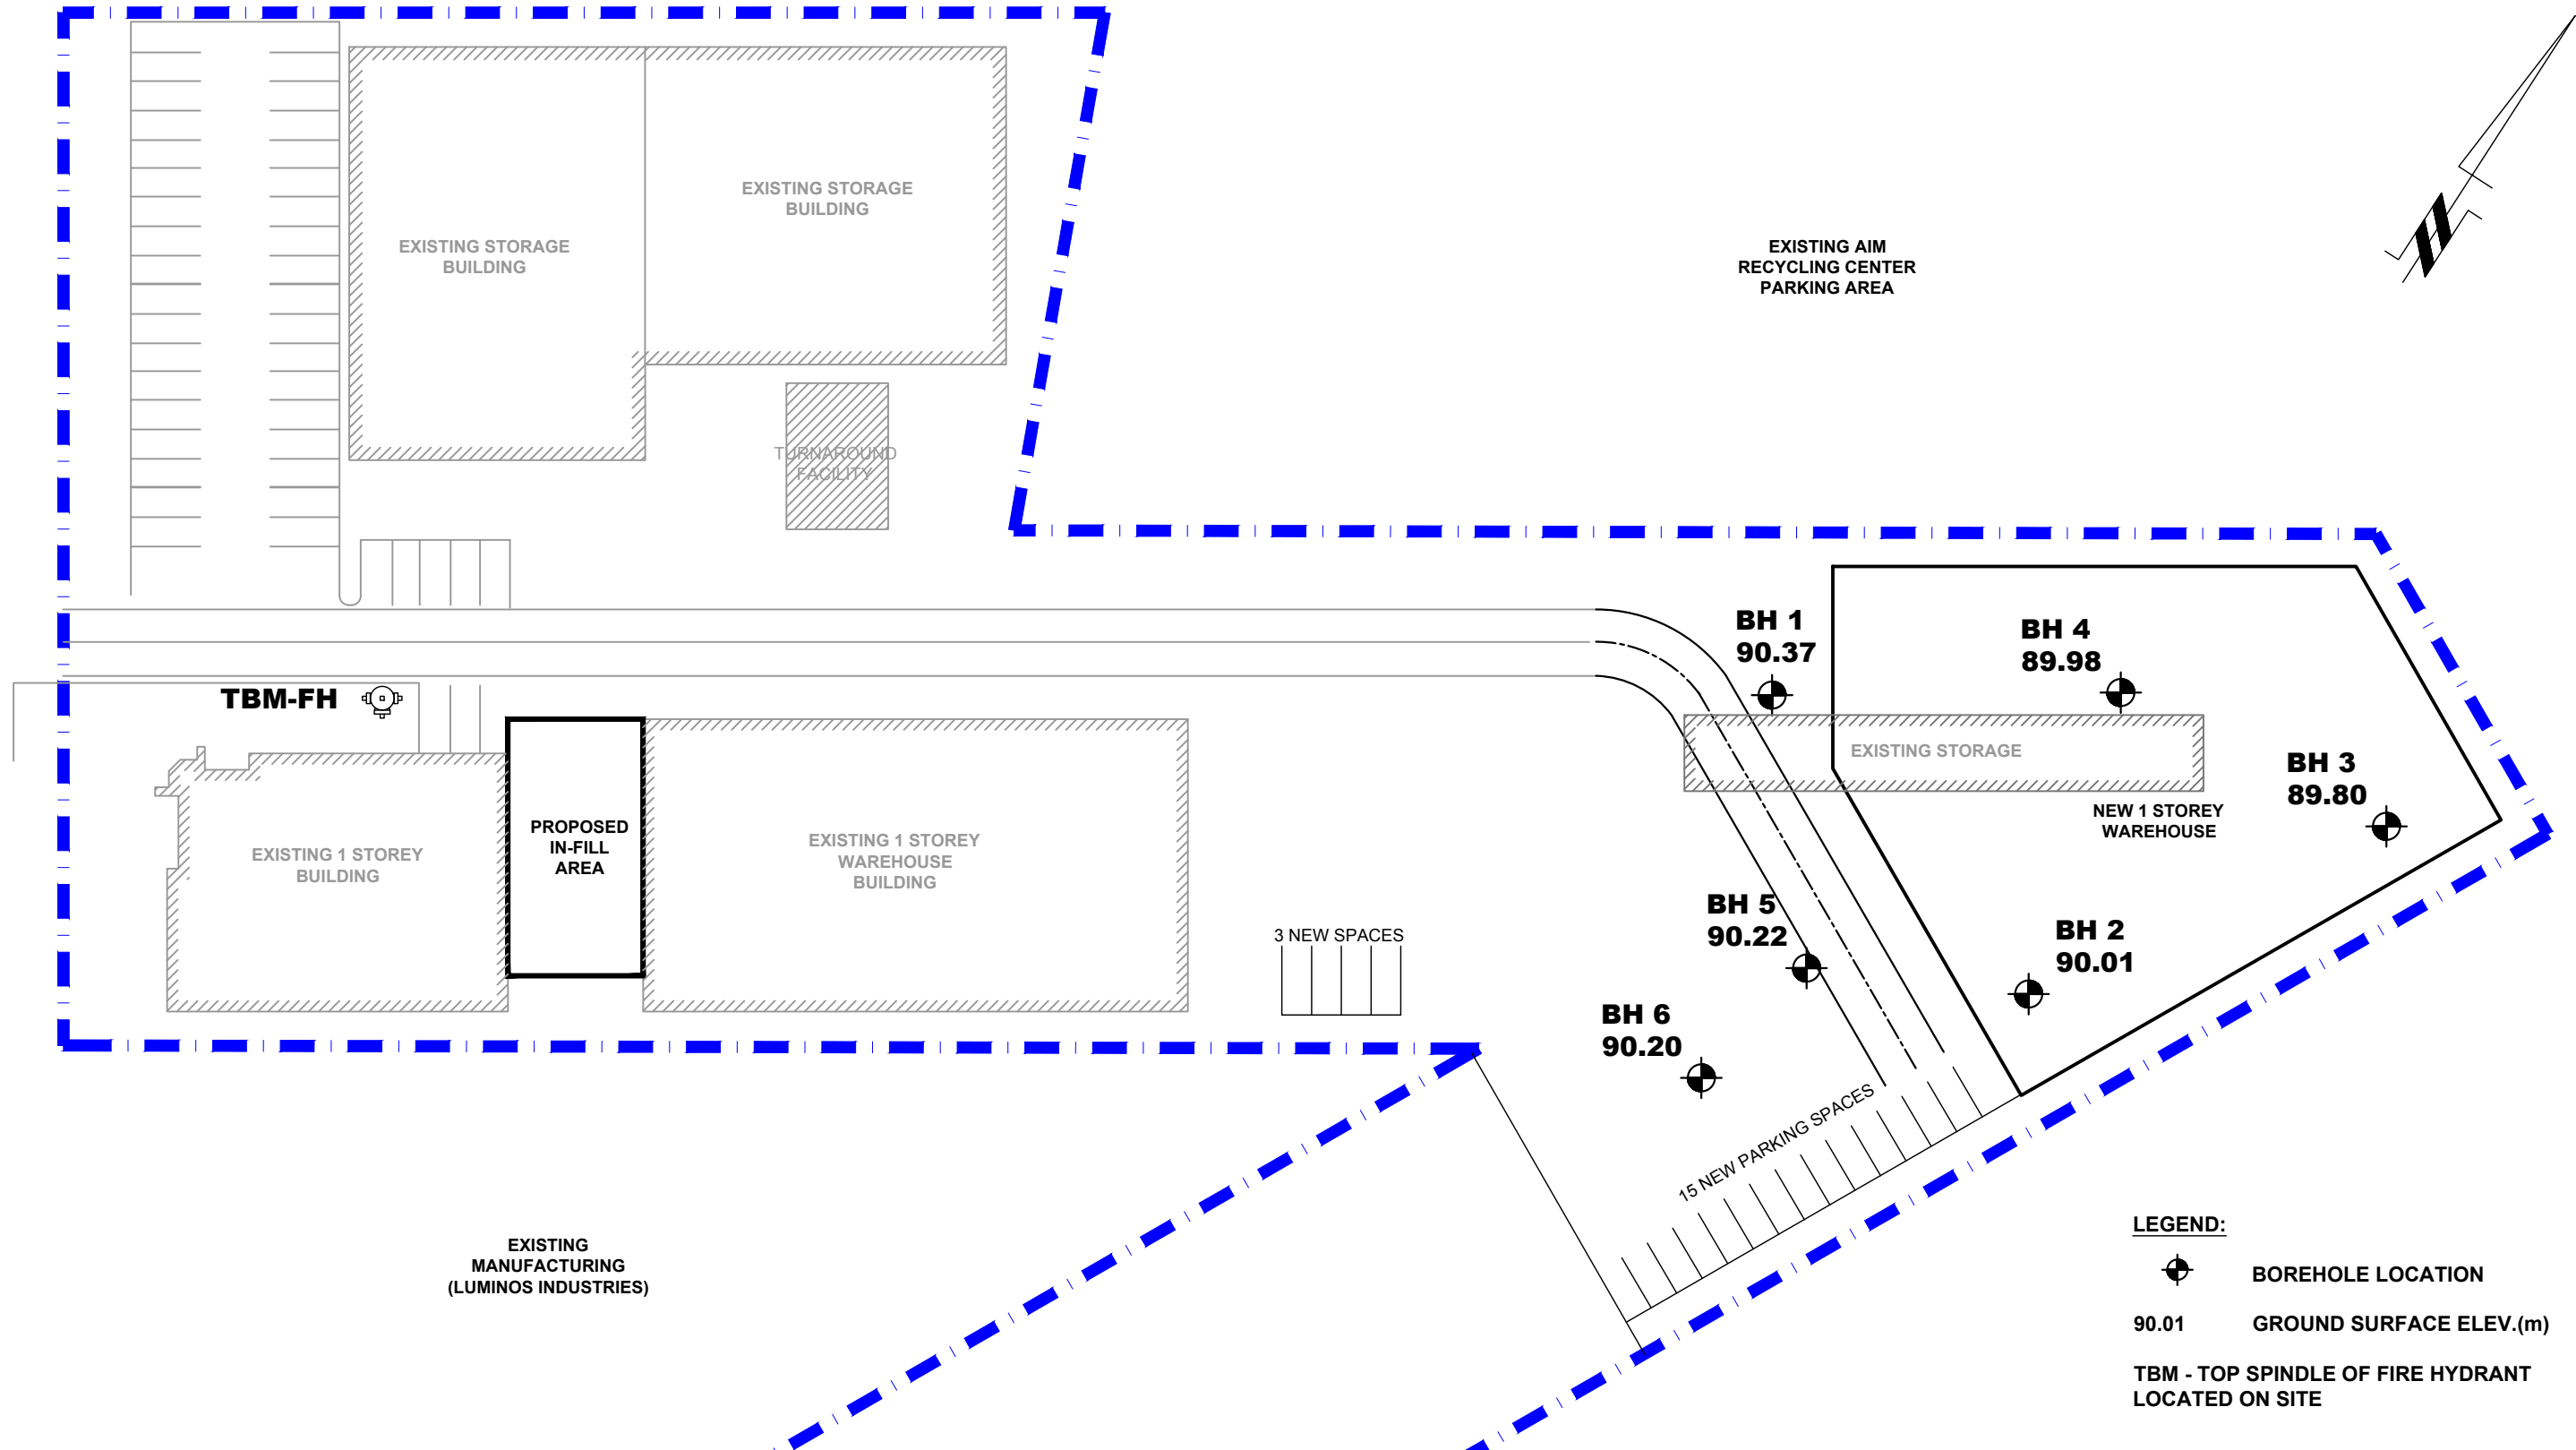 EXISTING STORAGE
BUILDING
EXISTING STORAGE
BUILDING
EXISTING AIM
RECYCLING CENTER
PARKING AREA
TURNAROUND
FACILITY
BH 1
90.37
BH 4
89.98
TBM-FH
EXISTING STORAGE
BH 3
89.80
NEW 1 STOREY
WAREHOUSE
PROPOSED
IN-FILL
AREA
EXISTING 1 STOREY
BUILDING
EXISTING 1 STOREY
WAREHOUSE
BUILDING
BH 5
90.22
BH 2
90.01
3 NEW SPACES
BH 6
90.20
15 NEW PARKING SPACES
EXISTING
MANUFACTURING
(LUMINOS INDUSTRIES)
LEGEND:
BOREHOLE LOCATION
90.01 GROUND SURFACE ELEV.(m)
TBM - TOP SPINDLE OF FIRE HYDRANT
LOCATED ON SITE